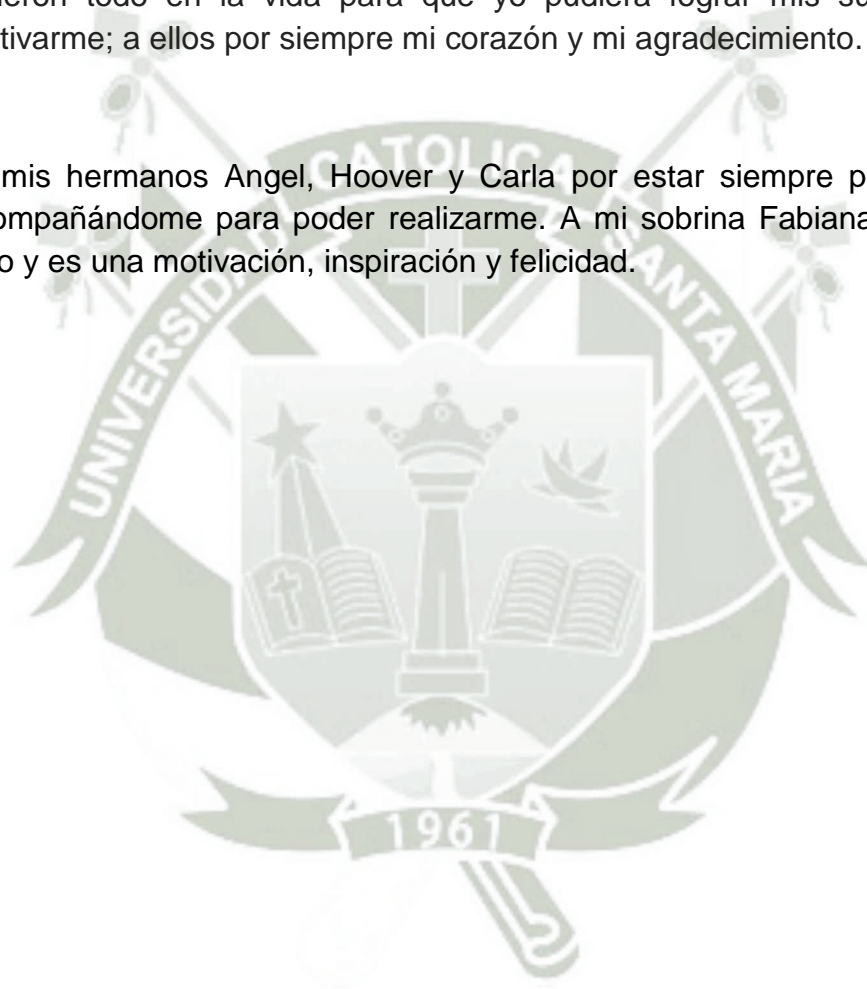 ieron todo en la vida para que yo pudiera lograr mis su
tivarme; a ellos por siempre mi corazón y mi agradecimiento.
CATOLICA
mis hermanos Angel, Hoover y Carla por estar siempre p
ompañándome para poder realizarme. A mi sobrina Fabiana
o y es una motivación, inspiración y felicidad.
UNIVERSIDAD
SANTA MARIA
1961